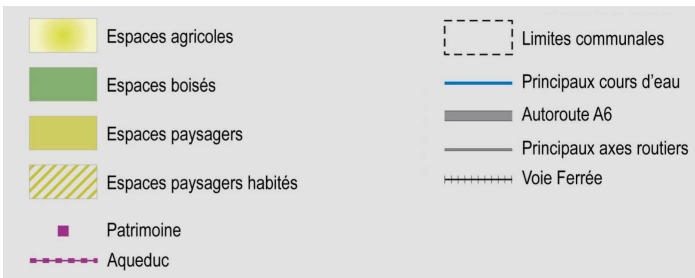 Espaces agricoles
Espaces boisés
Espaces paysagers
Espaces paysagers habités
Patrimoine
Aqueduc
Limites communales
Principaux cours d'eau
Autoroute A6
Principaux axes routiers
Voie Ferrée